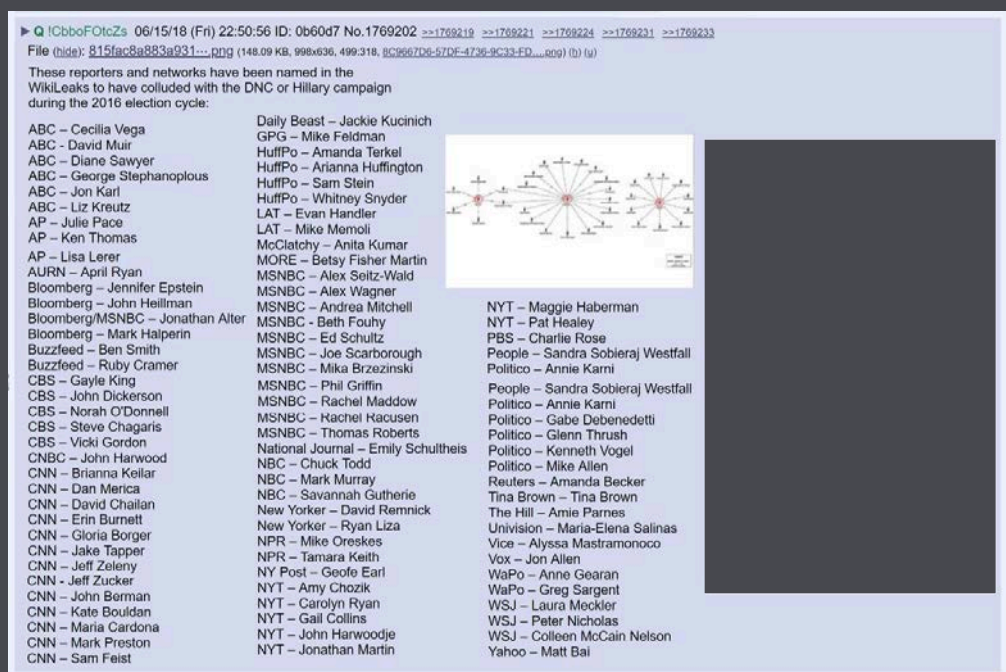 Q !CbboFOtcZs 06/15/18 (Fri) 22:50:56 ID: 0b60d7 No.1769202 >>1769219 >>1769221 >>1769224 >>1769231 >>1769233
File (hide): 815fac8a883a931···.png (148.09 KB, 998x636, 499:318, 8C9667D6-57DF-4736-9C33-FD....png) (h) (u)
These reporters and networks have been named in the
WikiLeaks to have colluded with the DNC or Hillary campaign
during the 2016 election cycle:
ABC – Cecilia Vega
ABC - David Muir
ABC – Diane Sawyer
ABC – George Stephanoplous
ABC – Jon Karl
ABC – Liz Kreutz
AP – Julie Pace
AP – Ken Thomas
AP – Lisa Lerer
AURN – April Ryan
Bloomberg – Jennifer Epstein
Bloomberg – John Heillman
Bloomberg/MSNBC – Jonathan Alter
Bloomberg – Mark Halperin
Buzzfeed – Ben Smith
Buzzfeed – Ruby Cramer
CBS – Gayle King
CBS – John Dickerson
CBS – Norah O'Donnell
CBS – Steve Chagaris
CBS – Vicki Gordon
CNBC – John Harwood
CNN – Brianna Keilar
CNN – Dan Merica
CNN – David Chailan
CNN – Erin Burnett
CNN – Gloria Borger
CNN – Jake Tapper
CNN – Jeff Zeleny
CNN - Jeff Zucker
CNN – John Berman
CNN – Kate Bouldan
CNN – Maria Cardona
CNN – Mark Preston
CNN – Sam Feist
Daily Beast – Jackie Kucinich
GPG – Mike Feldman
HuffPo – Amanda Terkel
HuffPo – Arianna Huffington
HuffPo – Sam Stein
HuffPo – Whitney Snyder
LAT – Evan Handler
LAT – Mike Memoli
McClatchy – Anita Kumar
MORE – Betsy Fisher Martin
MSNBC – Alex Seitz-Wald
MSNBC – Alex Wagner
MSNBC – Andrea Mitchell
MSNBC - Beth Fouhy
MSNBC – Ed Schultz
MSNBC – Joe Scarborough
MSNBC – Mika Brzezinski
MSNBC – Phil Griffin
MSNBC – Rachel Maddow
MSNBC – Rachel Racusen
MSNBC – Thomas Roberts
National Journal – Emily Schultheis
NBC – Chuck Todd
NBC – Mark Murray
NBC – Savannah Gutherie
New Yorker – David Remnick
New Yorker – Ryan Liza
NPR – Mike Oreskes
NPR – Tamara Keith
NY Post – Geofe Earl
NYT – Amy Chozik
NYT – Carolyn Ryan
NYT – Gail Collins
NYT – John Harwoodje
NYT – Jonathan Martin
NYT – Maggie Haberman
NYT – Pat Healey
PBS – Charlie Rose
People – Sandra Sobieraj Westfall
Politico – Annie Karni
People – Sandra Sobieraj Westfall
Politico – Annie Karni
Politico – Gabe Debenedetti
Politico – Glenn Thrush
Politico – Kenneth Vogel
Politico – Mike Allen
Reuters – Amanda Becker
Tina Brown – Tina Brown
The Hill – Amie Parnes
Univision – Maria-Elena Salinas
Vice – Alyssa Mastramonoco
Vox – Jon Allen
WaPo – Anne Gearan
WaPo – Greg Sargent
WSJ – Laura Meckler
WSJ – Peter Nicholas
WSJ – Colleen McCain Nelson
Yahoo – Matt Bai